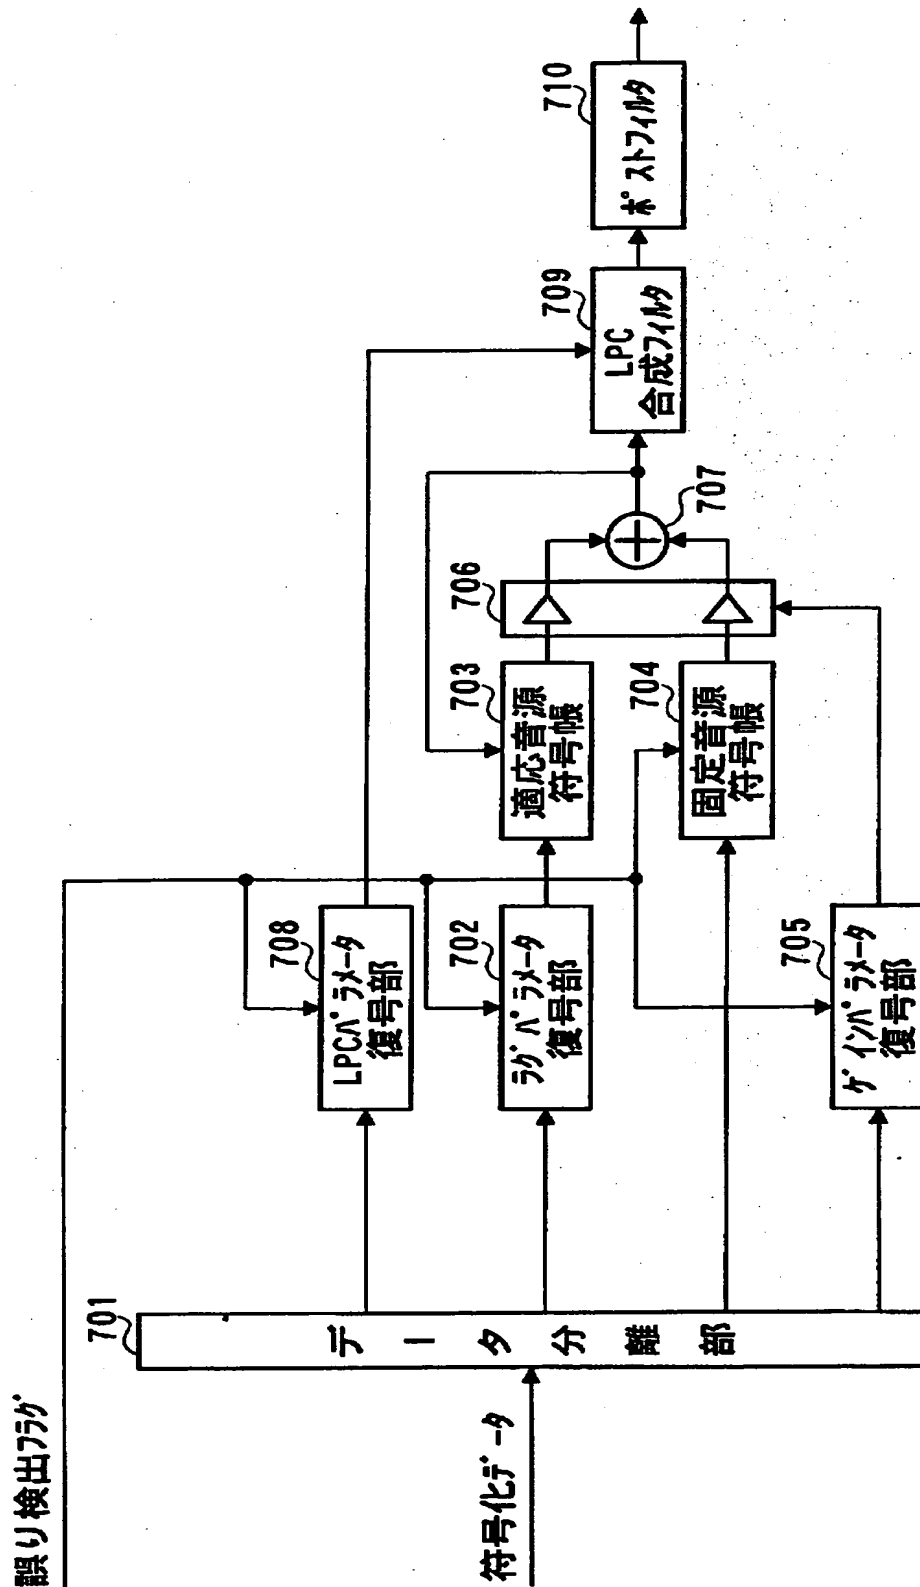 誤り検出フラグ
符号化データ
701
データ分離部
708
LPCパラメータ
復号部
702
ラグパラメータ
復号部
705
ゲインパラメータ
復号部
703
適応音源
符号帳
704
固定音源
符号帳
706
707
709
LPC
合成フィルタ
710
ポストフィルタ